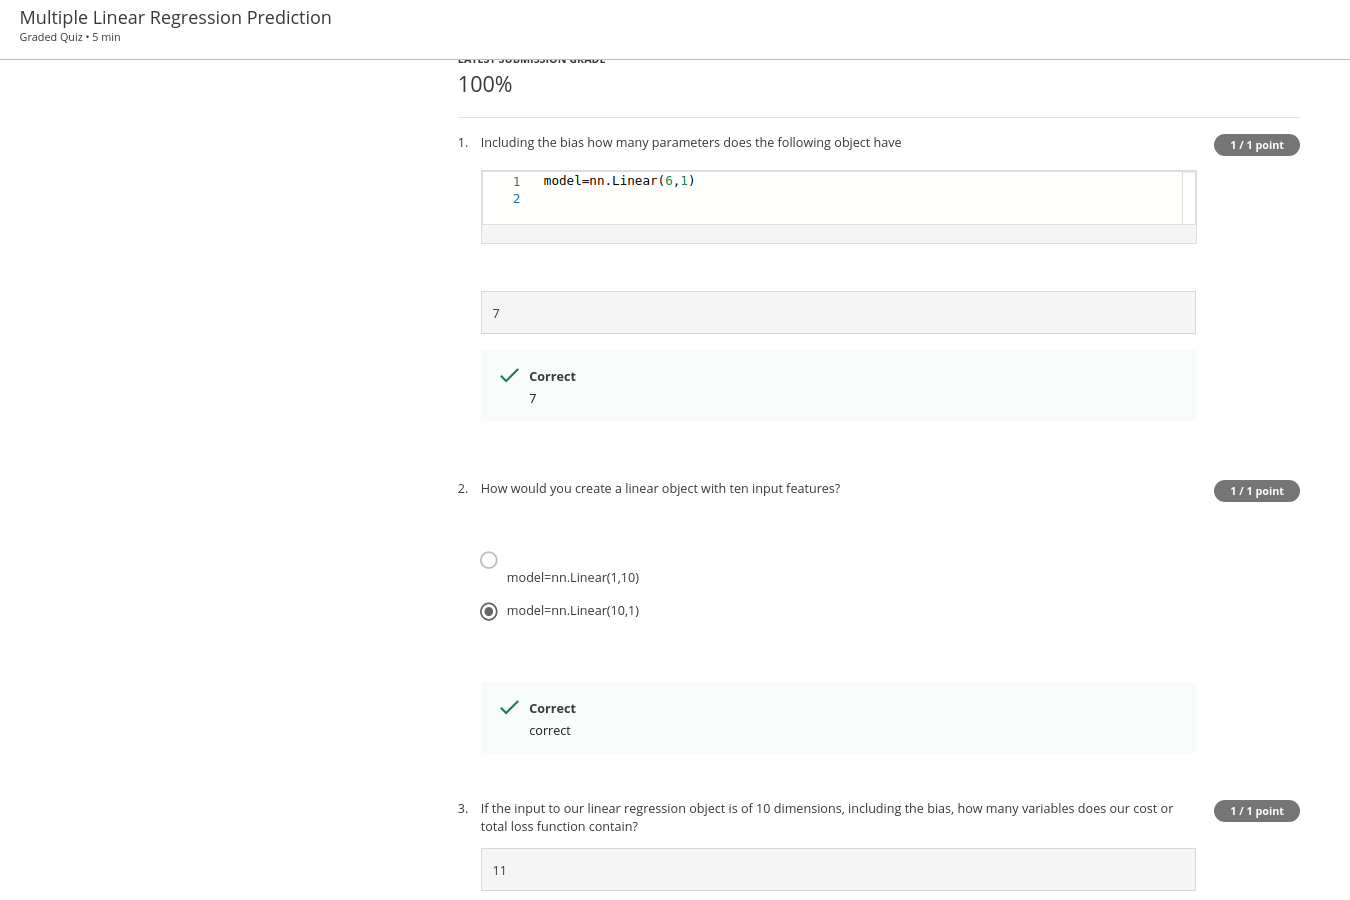 Multiple Linear Regression Prediction
Graded Quiz • 5 min
LATEST SUBMISSION GRADE
100%
1. Including the bias how many parameters does the following object have
1 / 1 point
1 model=nn.Linear(6,1)
2
7
Correct
7
2. How would you create a linear object with ten input features?
1 / 1 point
model=nn.Linear(1,10)
model=nn.Linear(10,1)
Correct
correct
3. If the input to our linear regression object is of 10 dimensions, including the bias, how many variables does our cost or
total loss function contain?
1 / 1 point
11